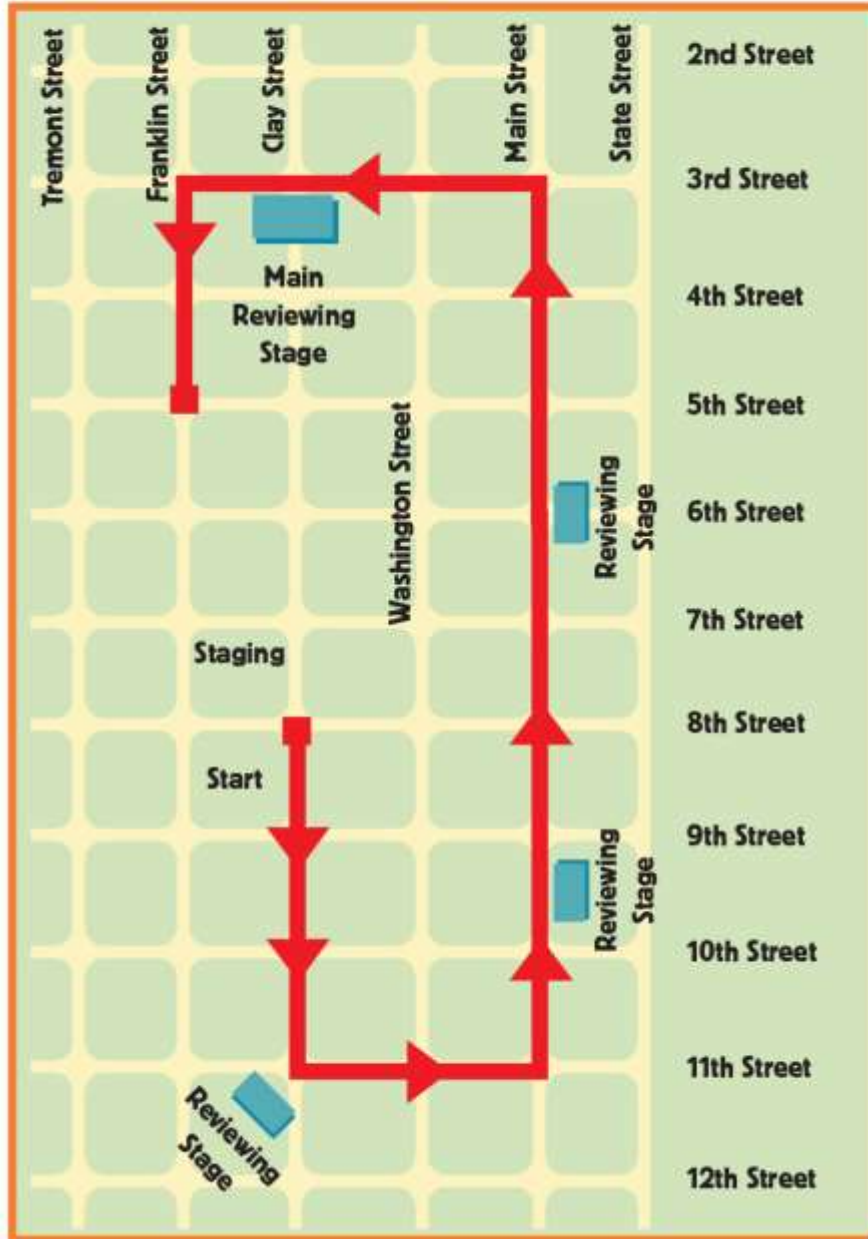 Tremont Street
Franklin Street
Clay Street
Washington Street
Main Street
State Street
2nd Street
3rd Street
4th Street
5th Street
6th Street
7th Street
8th Street
9th Street
10th Street
11th Street
12th Street
Main
Reviewing
Stage
Reviewing
Stage
Staging
Start
Reviewing
Stage
Reviewing
Stage